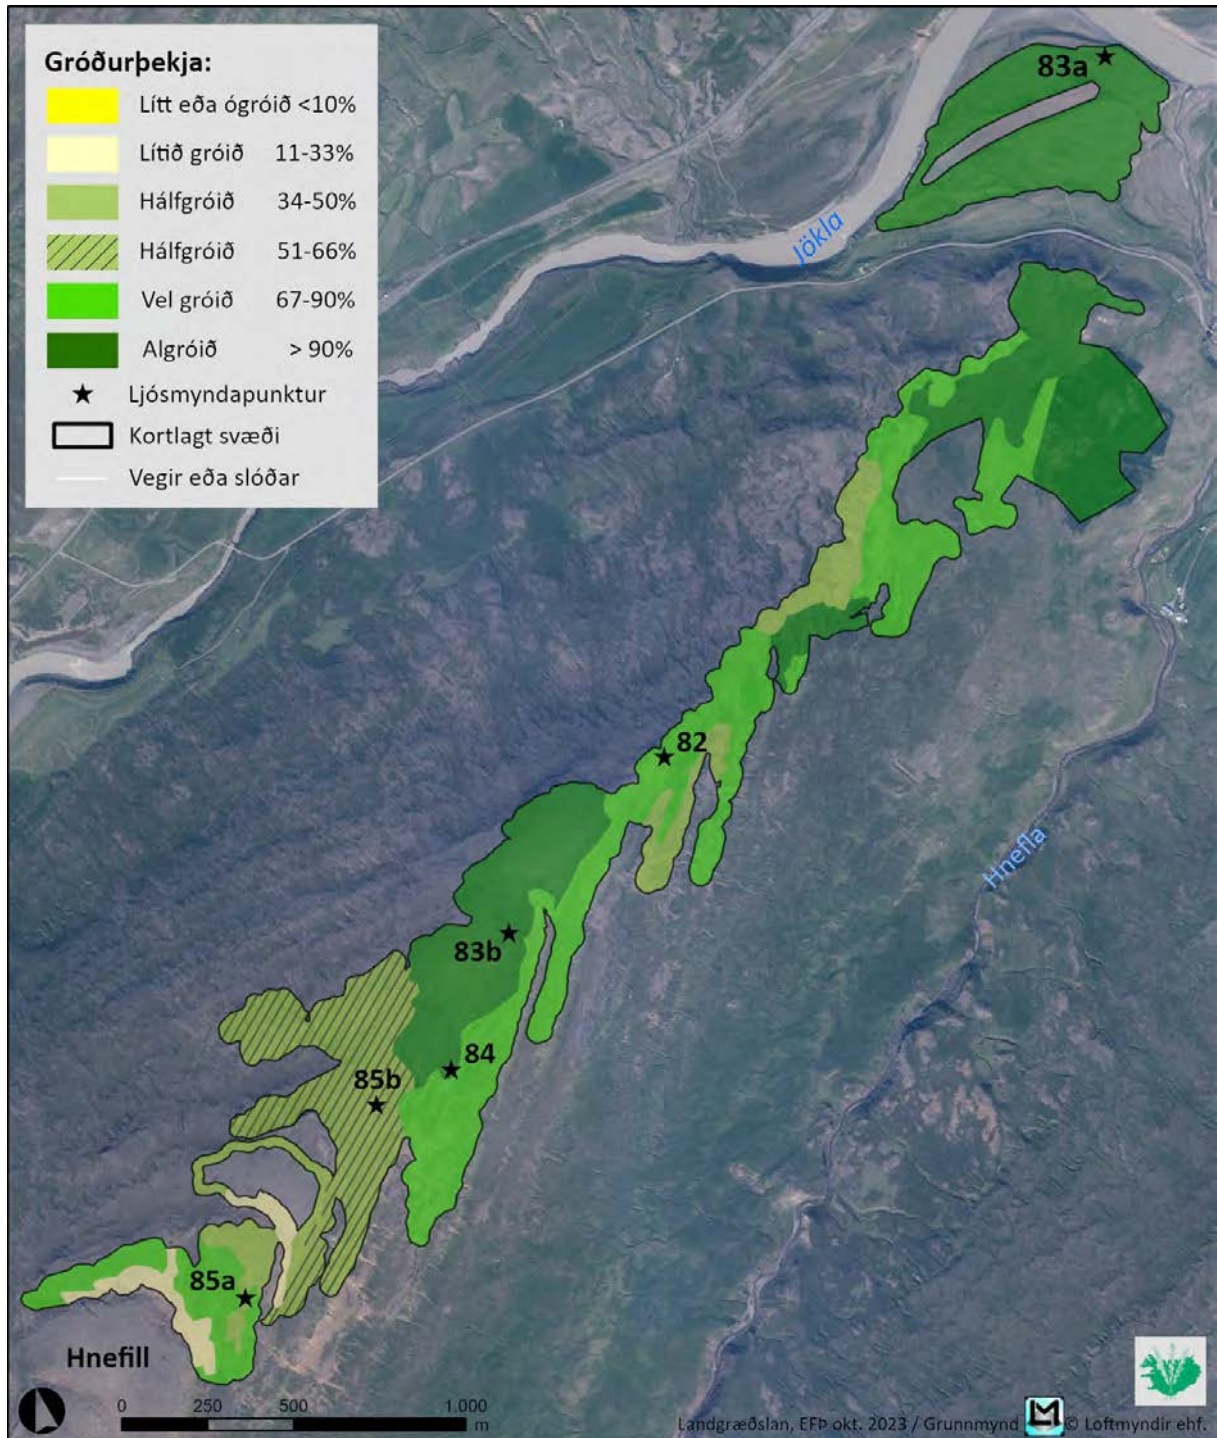 Gróðurþekja:
Lítt eða ógróið <10%
Lítið gróið 11-33%
Hálfgróið 34-50%
Hálfgróið 51-66%
Vel gróið 67-90%
Algróið > 90%
Ljósmyndapunktur
Kortlagt svæði
Vegir eða slóðar
83a
Jökla
82
Hnefla
83b
84
85b
85a
Hnefill
0 250 500 1.000
m
Landgræðslan, EFÞ okt. 2023 / Grunnmynd © Loftmyndir ehf.